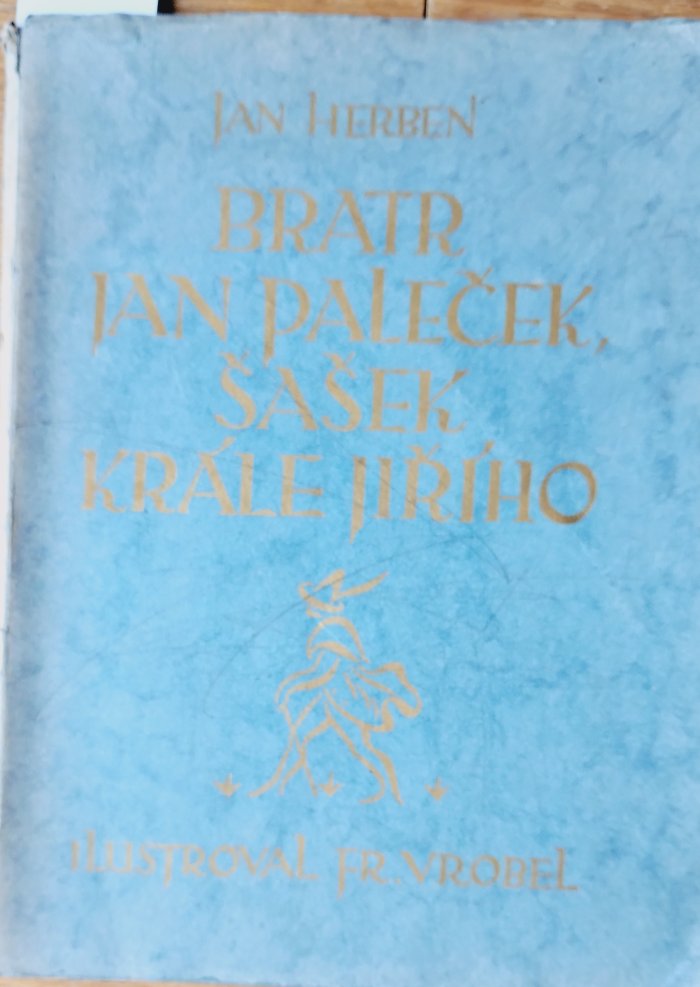 JAN HERBEN
BRATR
JAN PALEČEK,
ŠAŠEK
KRÁLE JIŘÍHO
ILUSTROVAL FR. VROBEL